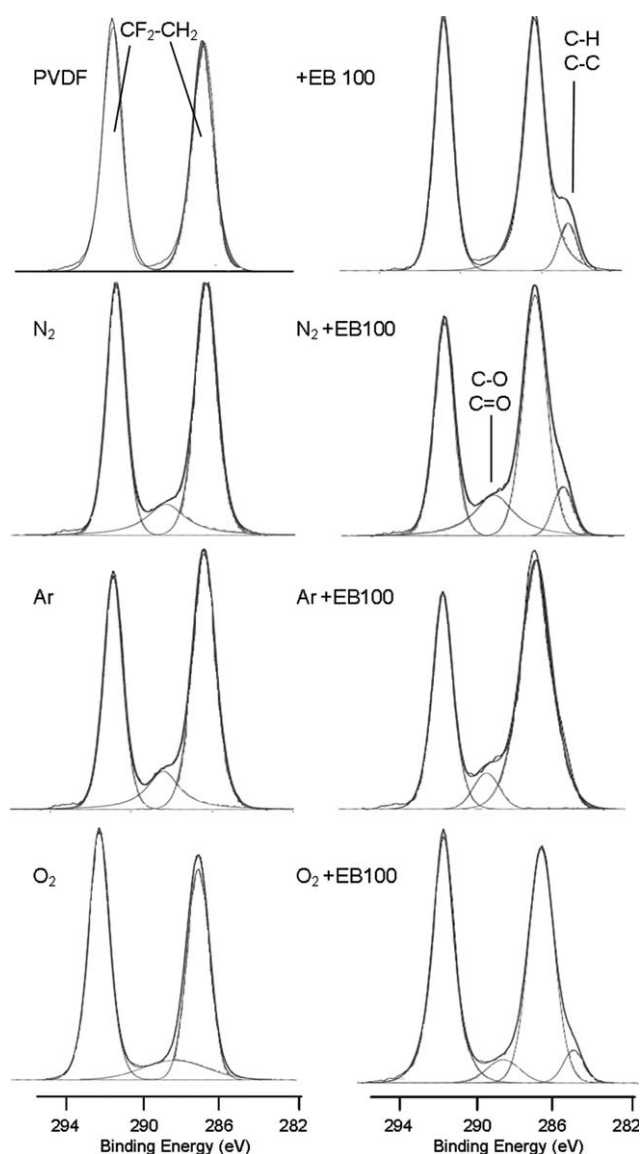 CF₂-CH₂
PVDF
+EB 100
C-H
C-C
N₂
N₂ +EB100
C-O
C=O
Ar
Ar +EB100
O₂
O₂ +EB100
294 290 286 282
Binding Energy (eV)
294 290 286 282
Binding Energy (eV)